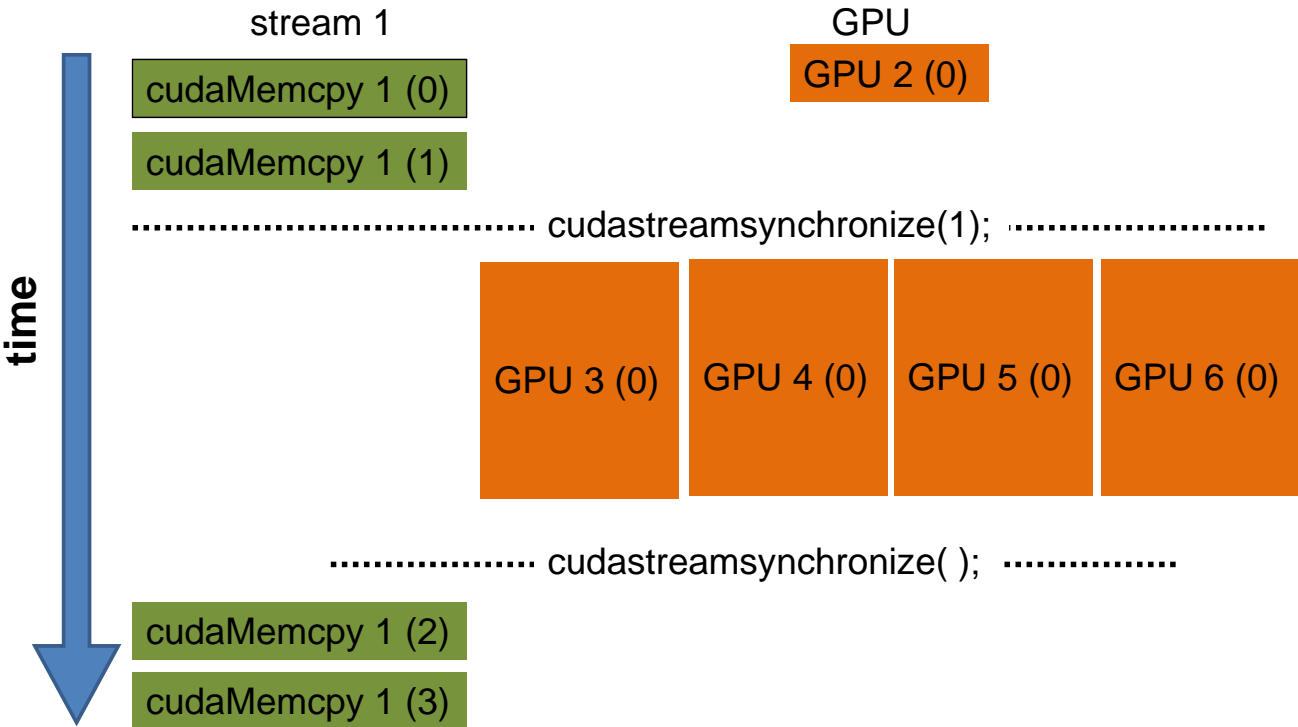 stream 1
GPU
cudaMemcpy 1 (0)
GPU 2 (0)
cudaMemcpy 1 (1)
cudastreamsynchronize(1);
time
GPU 3 (0)
GPU 4 (0)
GPU 5 (0)
GPU 6 (0)
cudastreamsynchronize( );
cudaMemcpy 1 (2)
cudaMemcpy 1 (3)